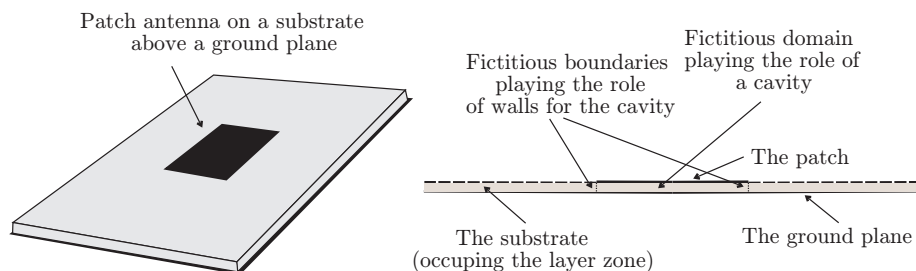 Patch antenna on a substrate
above a ground plane
Fictitious boundaries
playing the role
of walls for the cavity
Fictitious domain
playing the role of
a cavity
The patch
The substrate
(occuping the layer zone)
The ground plane